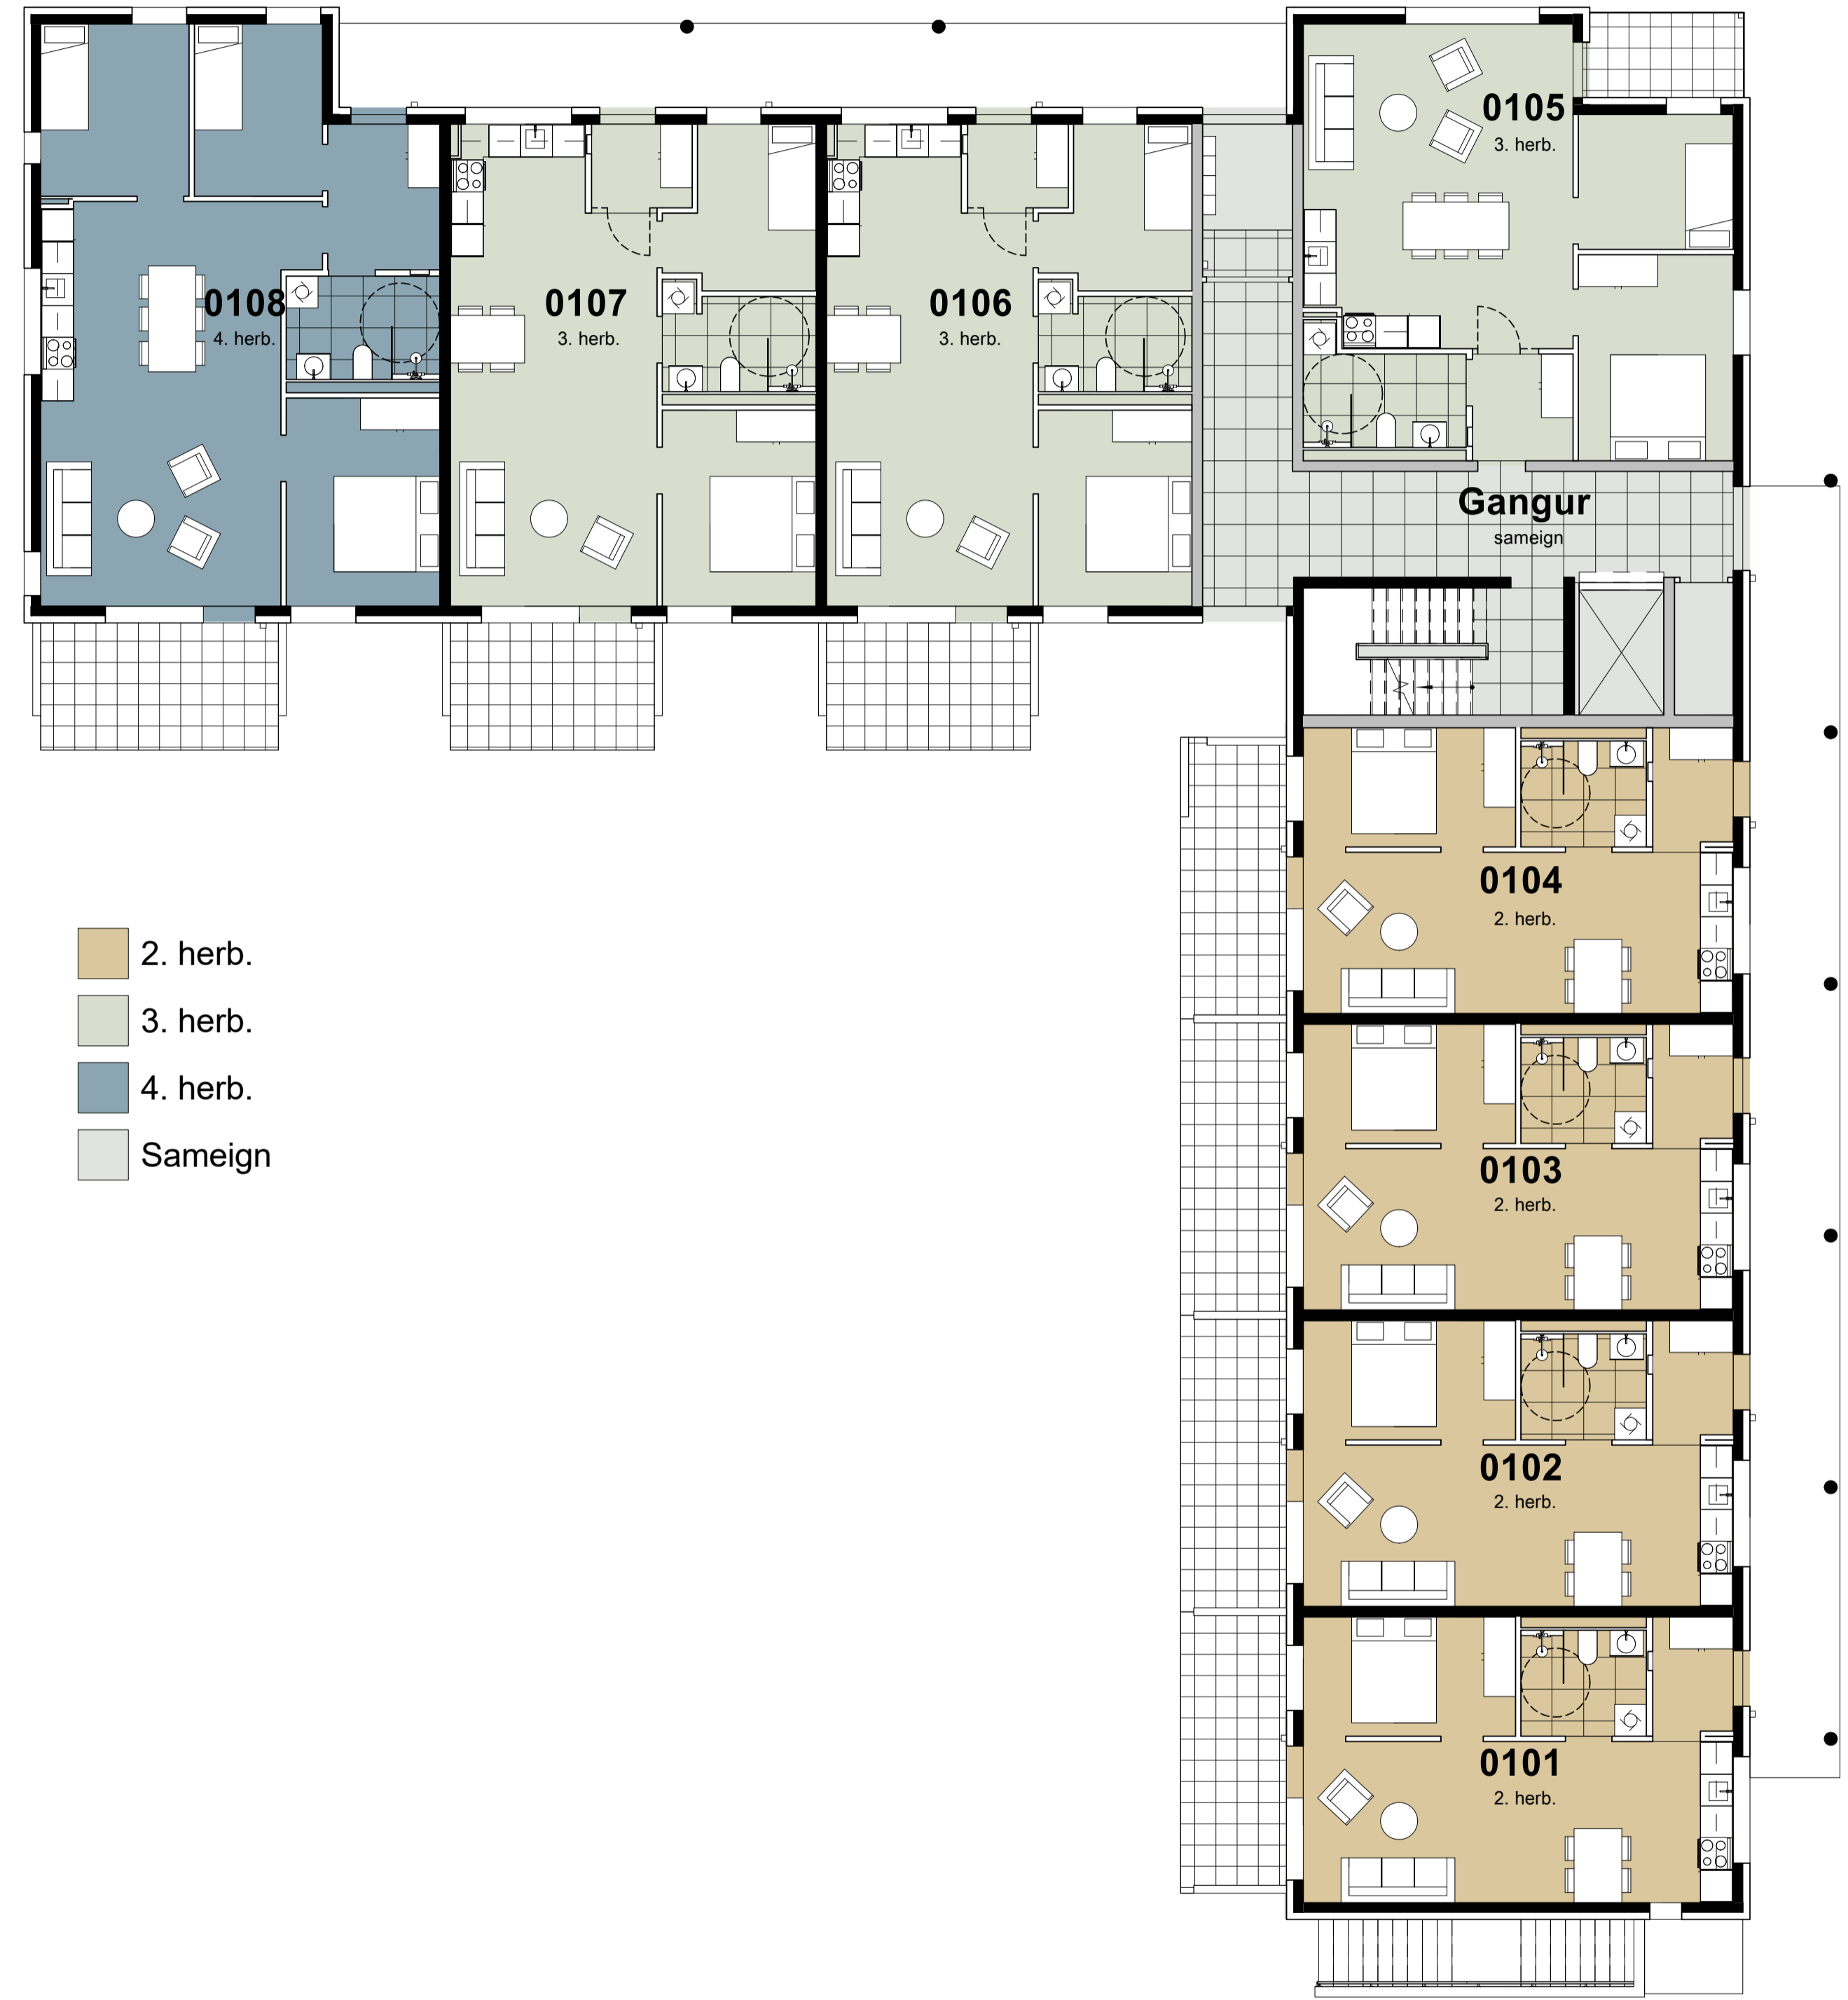 0105
3. herb.
0108
4. herb.
0107
3. herb.
0106
3. herb.
Gangur
sameign
0104
2. herb.
2. herb.
3. herb.
4. herb.
Sameign
0103
2. herb.
0102
2. herb.
0101
2. herb.